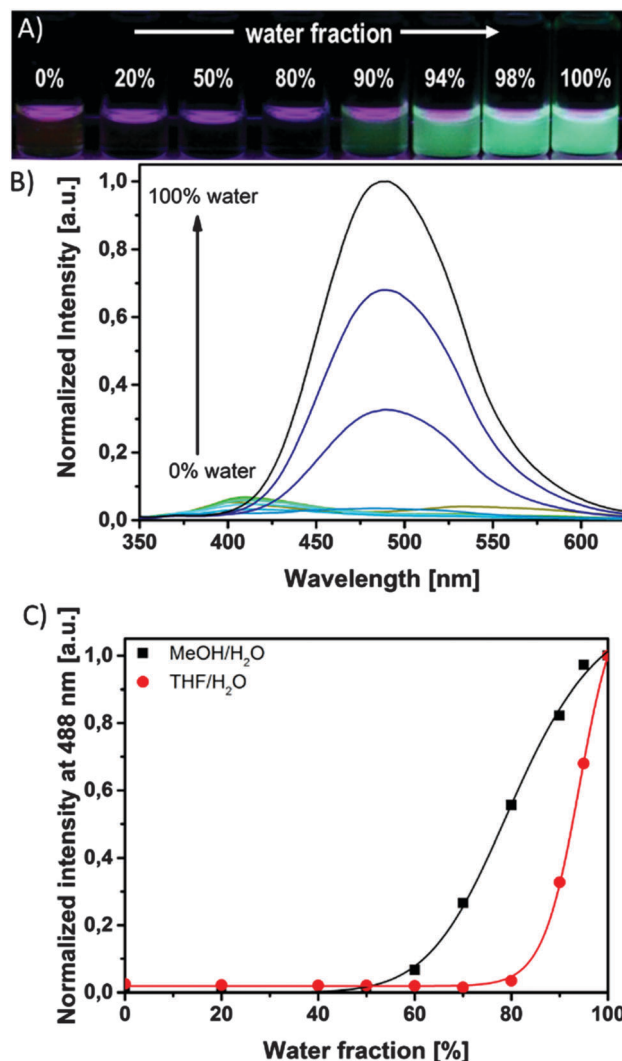 A)
water fraction
0% 20% 50% 80% 90% 94% 98% 100%
B)
Normalized Intensity [a.u.]
1,0
0,8
0,6
0,4
0,2
0,0
100% water
0% water
350 400 450 500 550 600
Wavelength [nm]
C)
Normalized intensity at 488 nm [a.u.]
1,0
0,8
0,6
0,4
0,2
0,0
MeOH/H₂O
THF/H₂O
0 20 40 60 80 100
Water fraction [%]